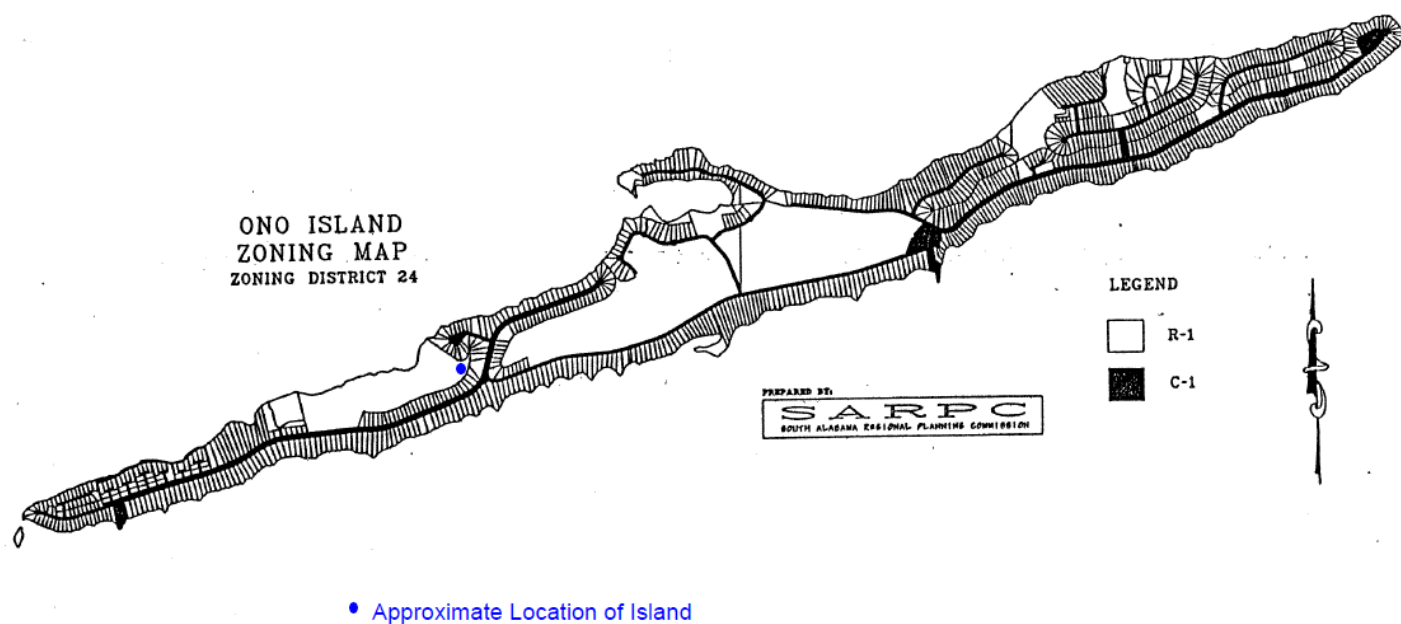 ONO ISLAND
ZONING MAP
ZONING DISTRICT 24
LEGEND
R-1
C-1
PREPARED BY:
SARPC
SOUTH ALABAMA REGIONAL PLANNING COMMISSION
Approximate Location of Island